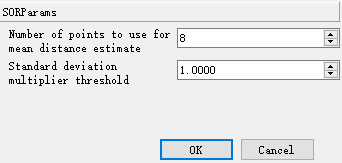 SORParams
Number of points to use for
mean distance estimate
8
Standard deviation
multiplier threshold
1.0000
OK
Cancel